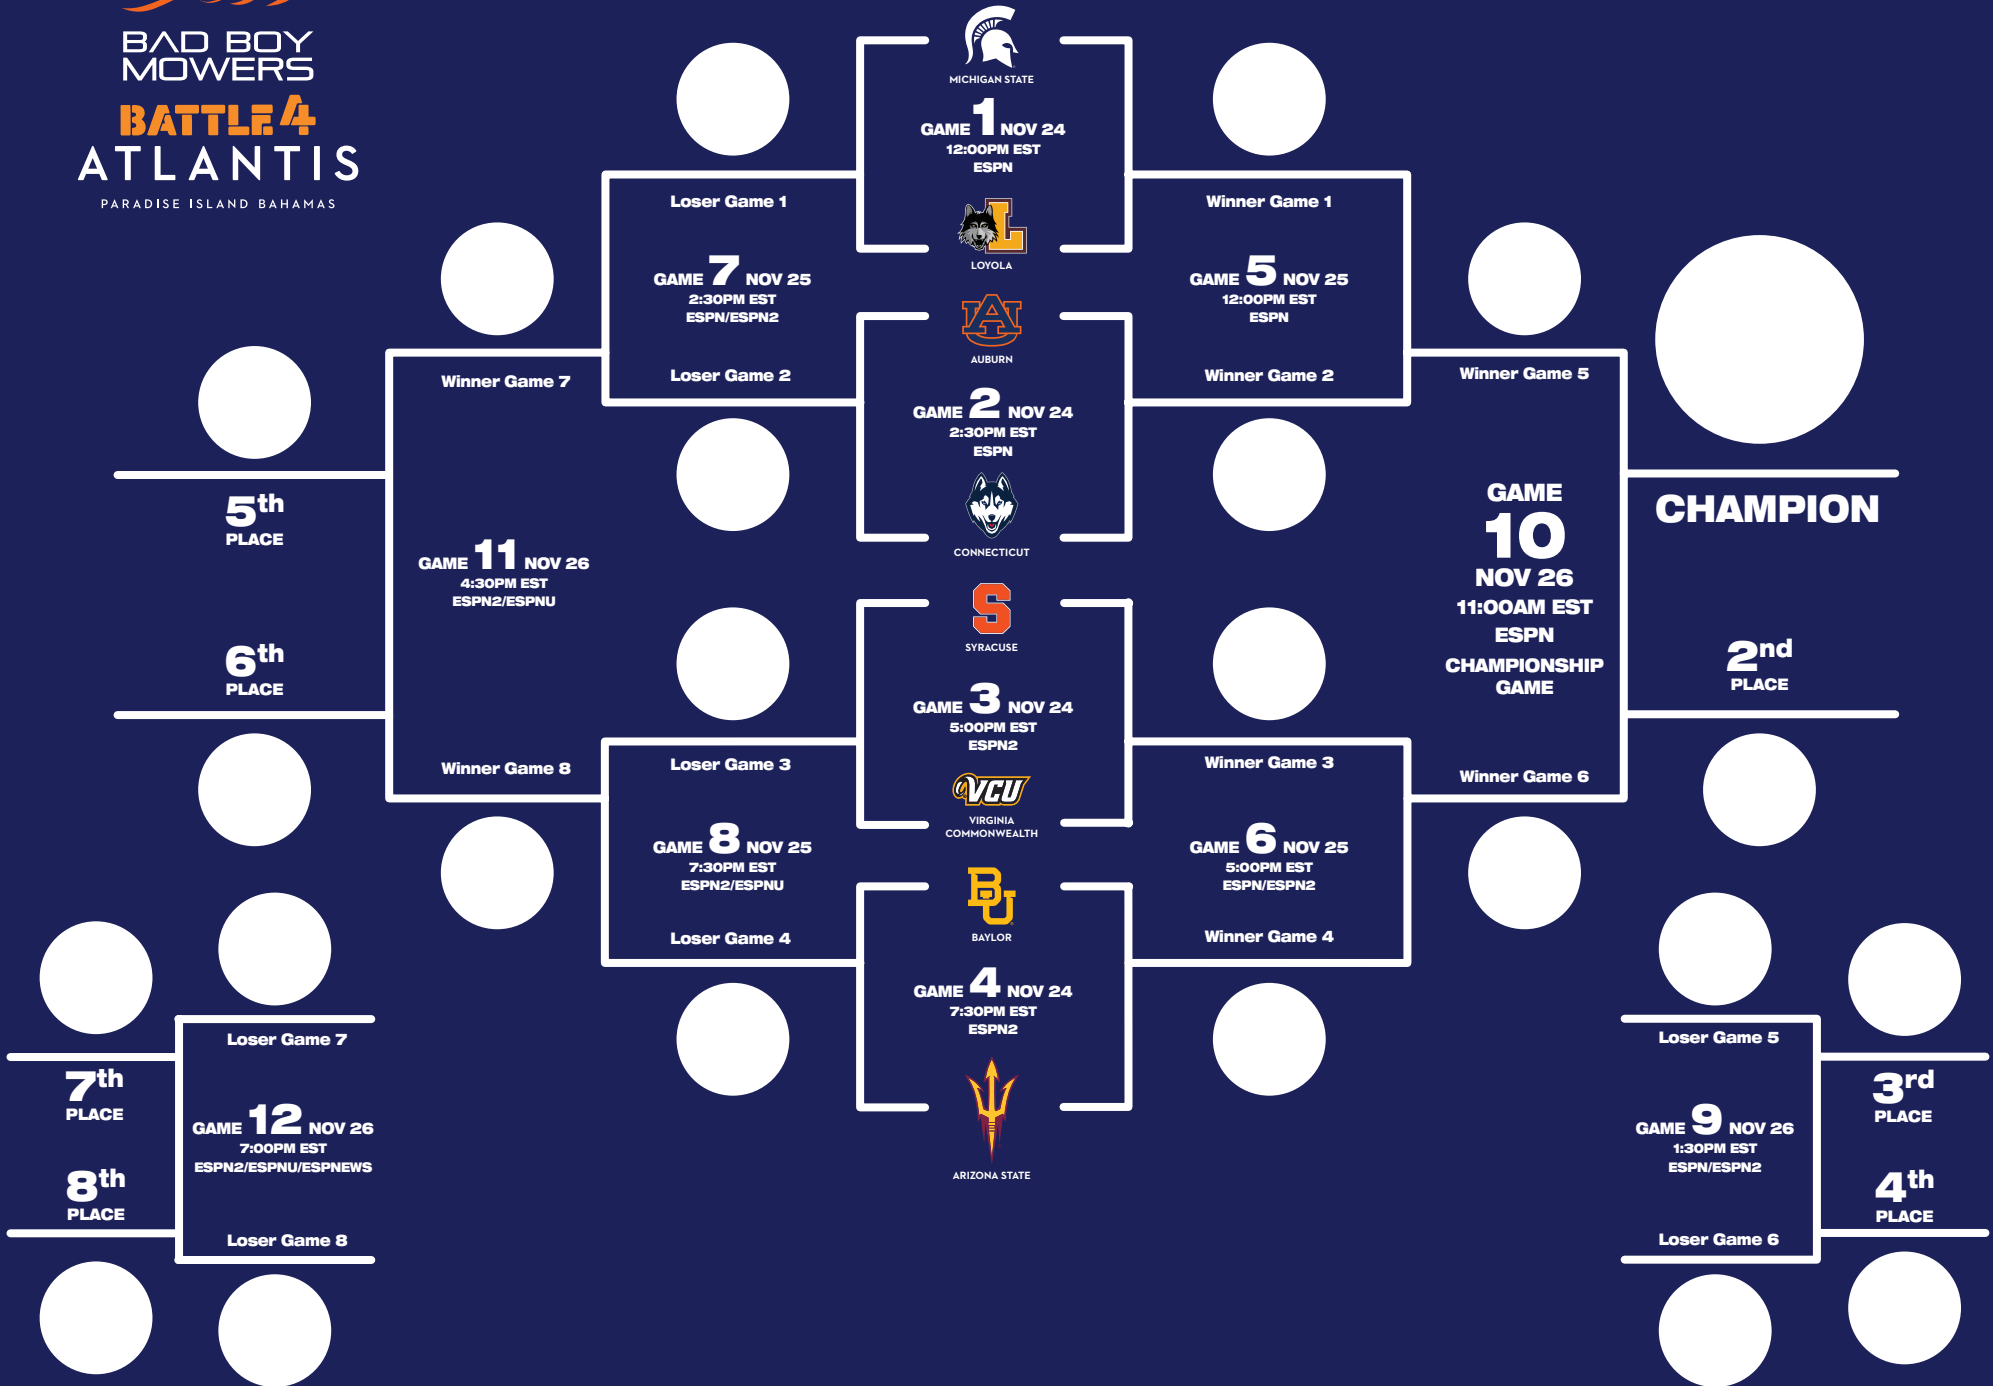 BAD BOY
MOWERS
BATTLE 4
ATLANTIS
PARADISE ISLAND BAHAMAS
MICHIGAN STATE
GAME 1 NOV 24
12:00PM EST
ESPN
L
LOYOLA
AU
AUBURN
GAME 2 NOV 24
2:30PM EST
ESPN
CONNECTICUT
S
SYRACUSE
GAME 3 NOV 24
5:00PM EST
ESPN2
VCU
VIRGINIA
COMMONWEALTH
BU
BAYLOR
GAME 4 NOV 24
7:30PM EST
ESPN2
ARIZONA STATE
Loser Game 1
GAME 7 NOV 25
2:30PM EST
ESPN/ESPN2
Loser Game 2
Loser Game 3
GAME 8 NOV 25
7:30PM EST
ESPN2/ESPNU
Loser Game 4
Winner Game 7
GAME 11 NOV 26
4:30PM EST
ESPN2/ESPNU
Winner Game 8
5th
PLACE
6th
PLACE
Loser Game 7
GAME 12 NOV 26
7:00PM EST
ESPN2/ESPNU/ESPNEWS
Loser Game 8
7th
PLACE
8th
PLACE
Winner Game 1
GAME 5 NOV 25
12:00PM EST
ESPN
Winner Game 2
Winner Game 3
GAME 6 NOV 25
5:00PM EST
ESPN/ESPN2
Winner Game 4
Winner Game 5
GAME
10
NOV 26
11:00AM EST
ESPN
CHAMPIONSHIP
GAME
Winner Game 6
CHAMPION
2nd
PLACE
Loser Game 5
GAME 9 NOV 26
1:30PM EST
ESPN/ESPN2
Loser Game 6
3rd
PLACE
4th
PLACE